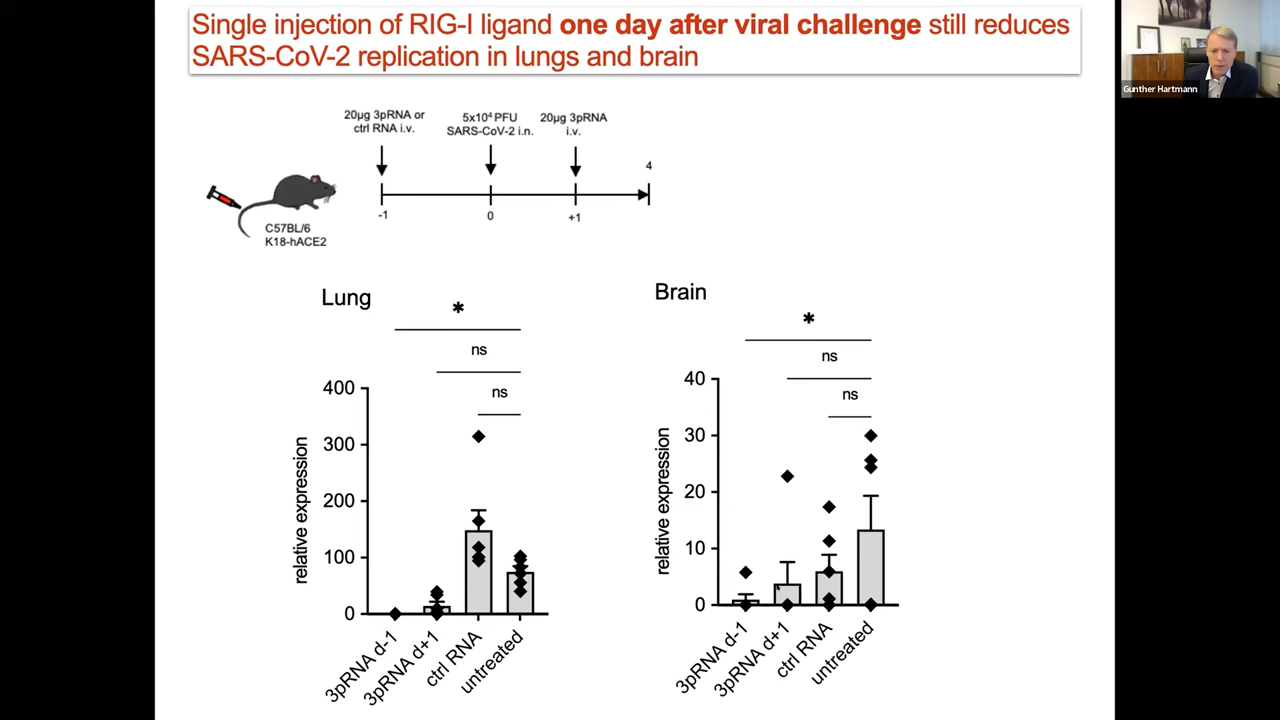 Single injection of RIG-I ligand one day after viral challenge still reduces
SARS-CoV-2 replication in lungs and brain
Gunther Hartmann
20µg 3pRNA or
ctrl RNA i.v.
5x10⁴ PFU
SARS-CoV-2 i.n.
20µg 3pRNA
i.v.
4
-1
0
+1
C57BL/6
K18-hACE2
Lung
*
ns
ns
400
300
200
100
0
relative expression
3pRNA d-1
3pRNA d+1
ctrl RNA
untreated
Brain
*
ns
ns
40
30
20
10
0
relative expression
3pRNA d-1
3pRNA d+1
ctrl RNA
untreated